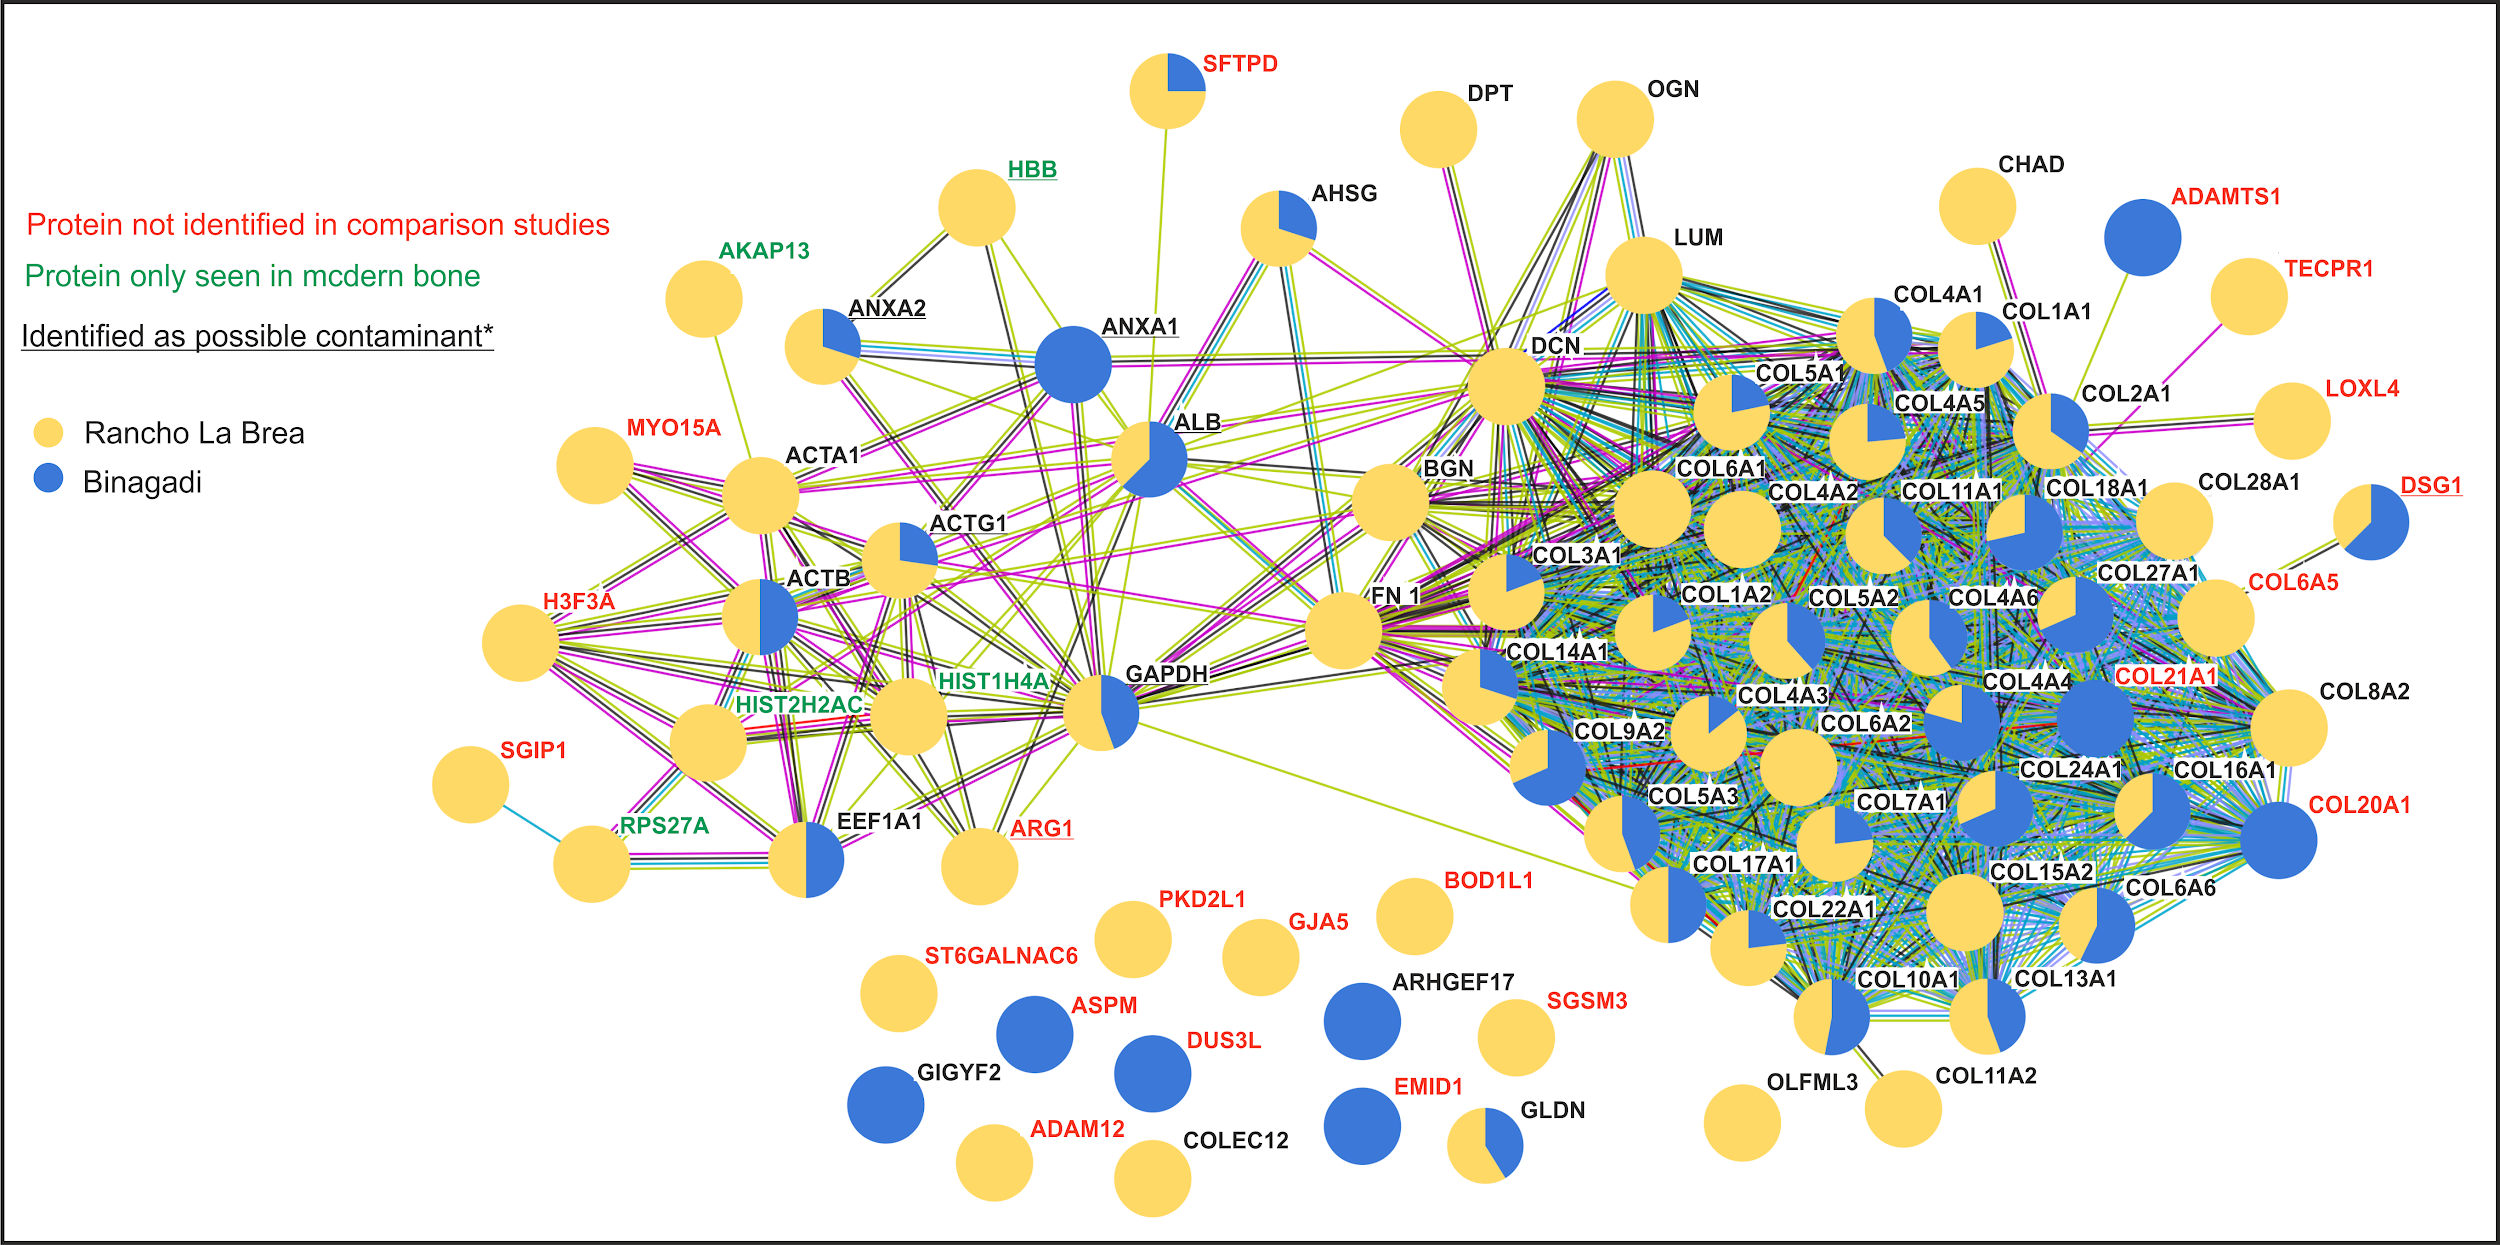 SFTPD
DPT
OGN
HBB
AHSG
CHAD
ADAMTS1
Protein not identified in comparison studies
AKAP13
LUM
TECPR1
Protein only seen in mcdern bone
ANXA2
ANXA1
COL4A1
COL1A1
Identified as possible contaminant*
DCN
COL5A1
COL2A1
LOXL4
COL4A5
Rancho La Brea
MYO15A
ALB
ACTA1
BGN
COL6A1
Binagadi
COL4A2
COL11A1
COL18A1
COL28A1
DSG1
ACTG1
COL3A1
COL27A1
COL6A5
ACTB
H3F3A
FN 1
COL1A2
COL5A2
COL4A6
COL14A1
GAPDH
HIST1H4A
COL4A4
COL21A1
COL8A2
HIST2H2AC
COL4A3
COL6A2
SGIP1
COL9A2
COL24A1
COL16A1
COL5A3
COL7A1
COL20A1
RPS27A
EEF1A1
ARG1
COL17A1
COL15A2
COL6A6
PKD2L1
BOD1L1
GJA5
COL22A1
ST6GALNAC6
ARHGEF17
COL10A1
COL13A1
ASPM
SGSM3
DUS3L
GIGYF2
EMID1
OLFML3
COL11A2
GLDN
ADAM12
COLEC12